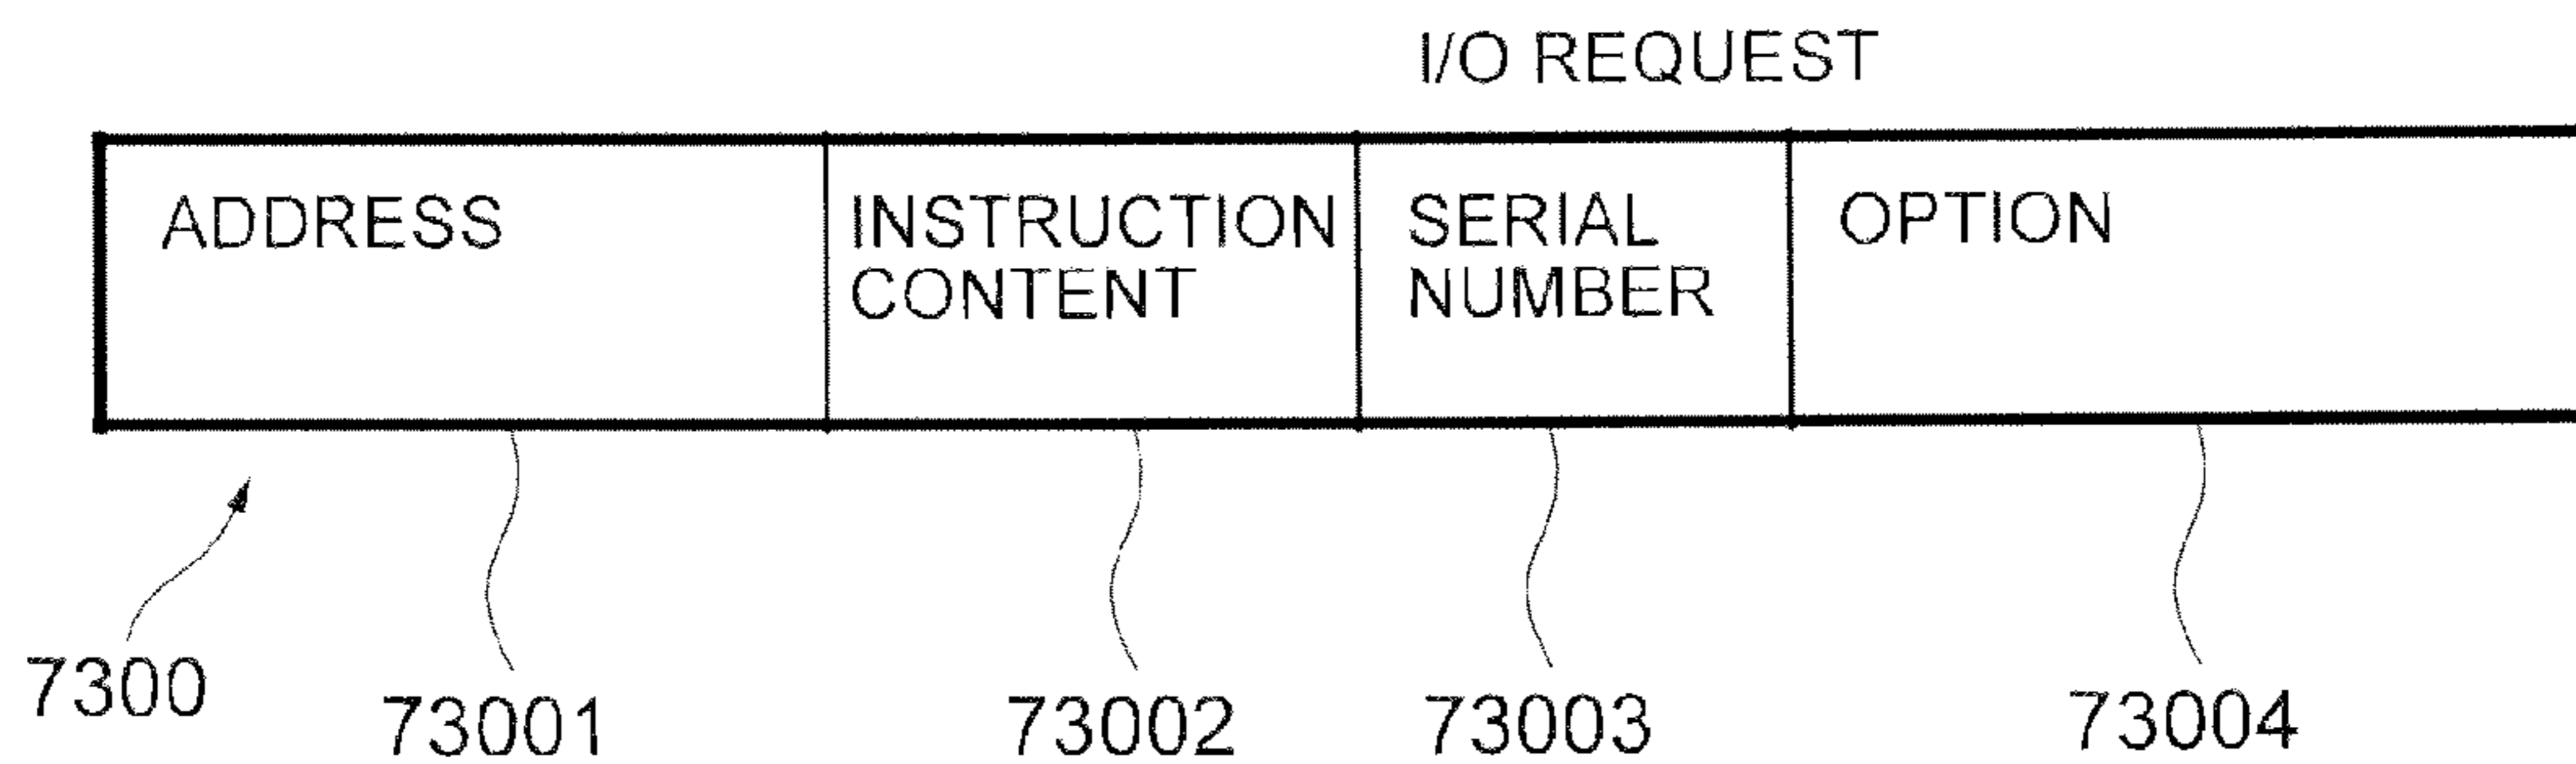 I/O REQUEST
ADDRESS
INSTRUCTION
CONTENT
SERIAL
NUMBER
OPTION
7300
73001
73002
73003
73004